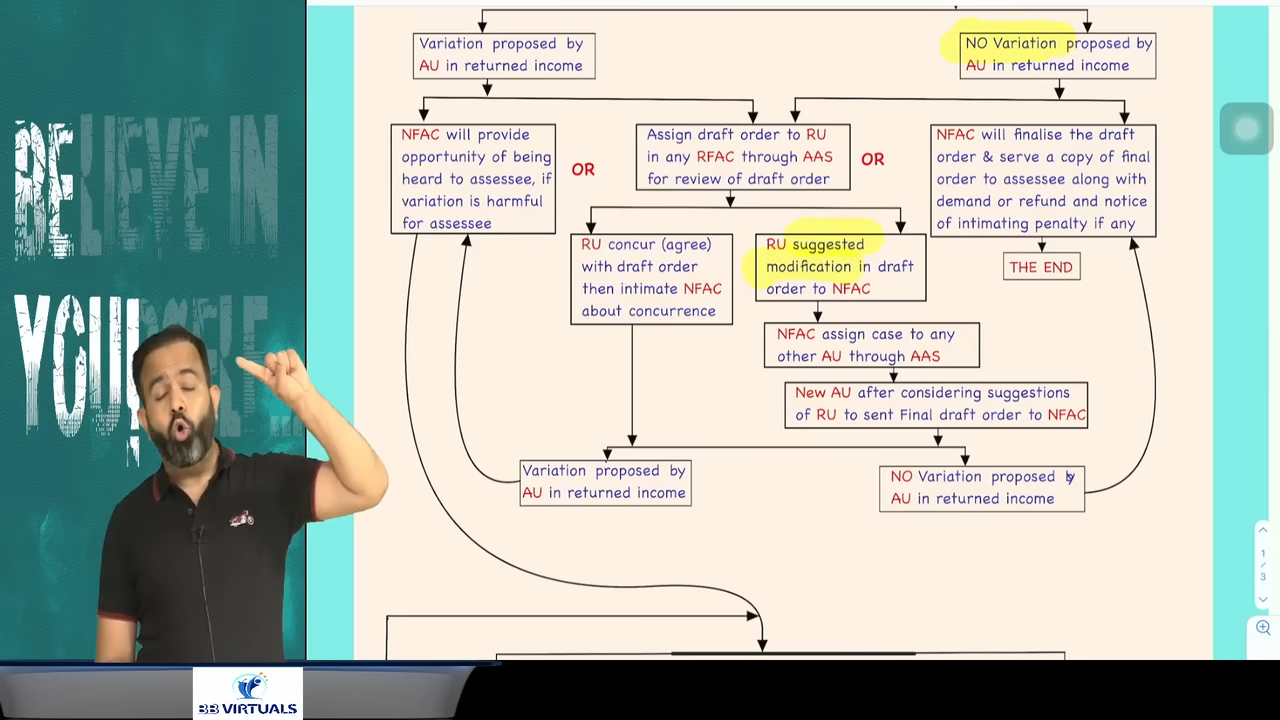 BELIEVE IN
Variation proposed by
AU in returned income
NO Variation proposed by
AU in returned income
NFAC will provide
opportunity of being
heard to assessee, if
variation is harmful
for assessee
OR
Assign draft order to RU
in any RFAC through AAS
for review of draft order
OR
NFAC will finalise the draft
order & serve a copy of final
order to assessee along with
demand or refund and notice
of intimating penalty if any
RU concur (agree)
with draft order
then intimate NFAC
about concurrence
RU suggested
modification in draft
order to NFAC
THE END
NFAC assign case to any
other AU through AAS
New AU after considering suggestions
of RU to sent Final draft order to NFAC
Variation proposed by
AU in returned income
NO Variation proposed by
AU in returned income
1
/
3
BB VIRTUALS